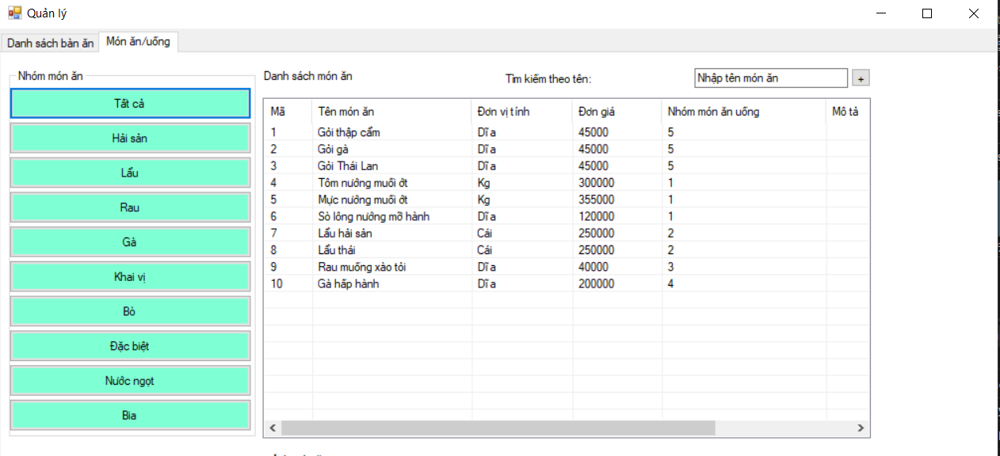 Quản lý
Danh sách bàn ăn Món ăn/uống
Nhóm món ăn
Tất cả
Hải sản
Lẩu
Rau
Gà
Khai vị
Bò
Đặc biệt
Nước ngọt
Bia
Danh sách món ăn
Tìm kiếm theo tên: Nhập tên món ăn +
Mã Tên món ăn Đơn vị tính Đơn giá Nhóm món ăn uống Mô tả
1 Gỏi thập cẩm Dĩa 45000 5
2 Gỏi gà Dĩa 45000 5
3 Gỏi Thái Lan Dĩa 45000 5
4 Tôm nướng muối ớt Kg 300000 1
5 Mực nướng muối ớt Kg 355000 1
6 Sò lông nướng mỡ hành Dĩa 120000 1
7 Lẩu hải sản Cái 250000 2
8 Lẩu thái Cái 250000 2
9 Rau muống xào tỏi Dĩa 40000 3
10 Gà hấp hành Dĩa 200000 4